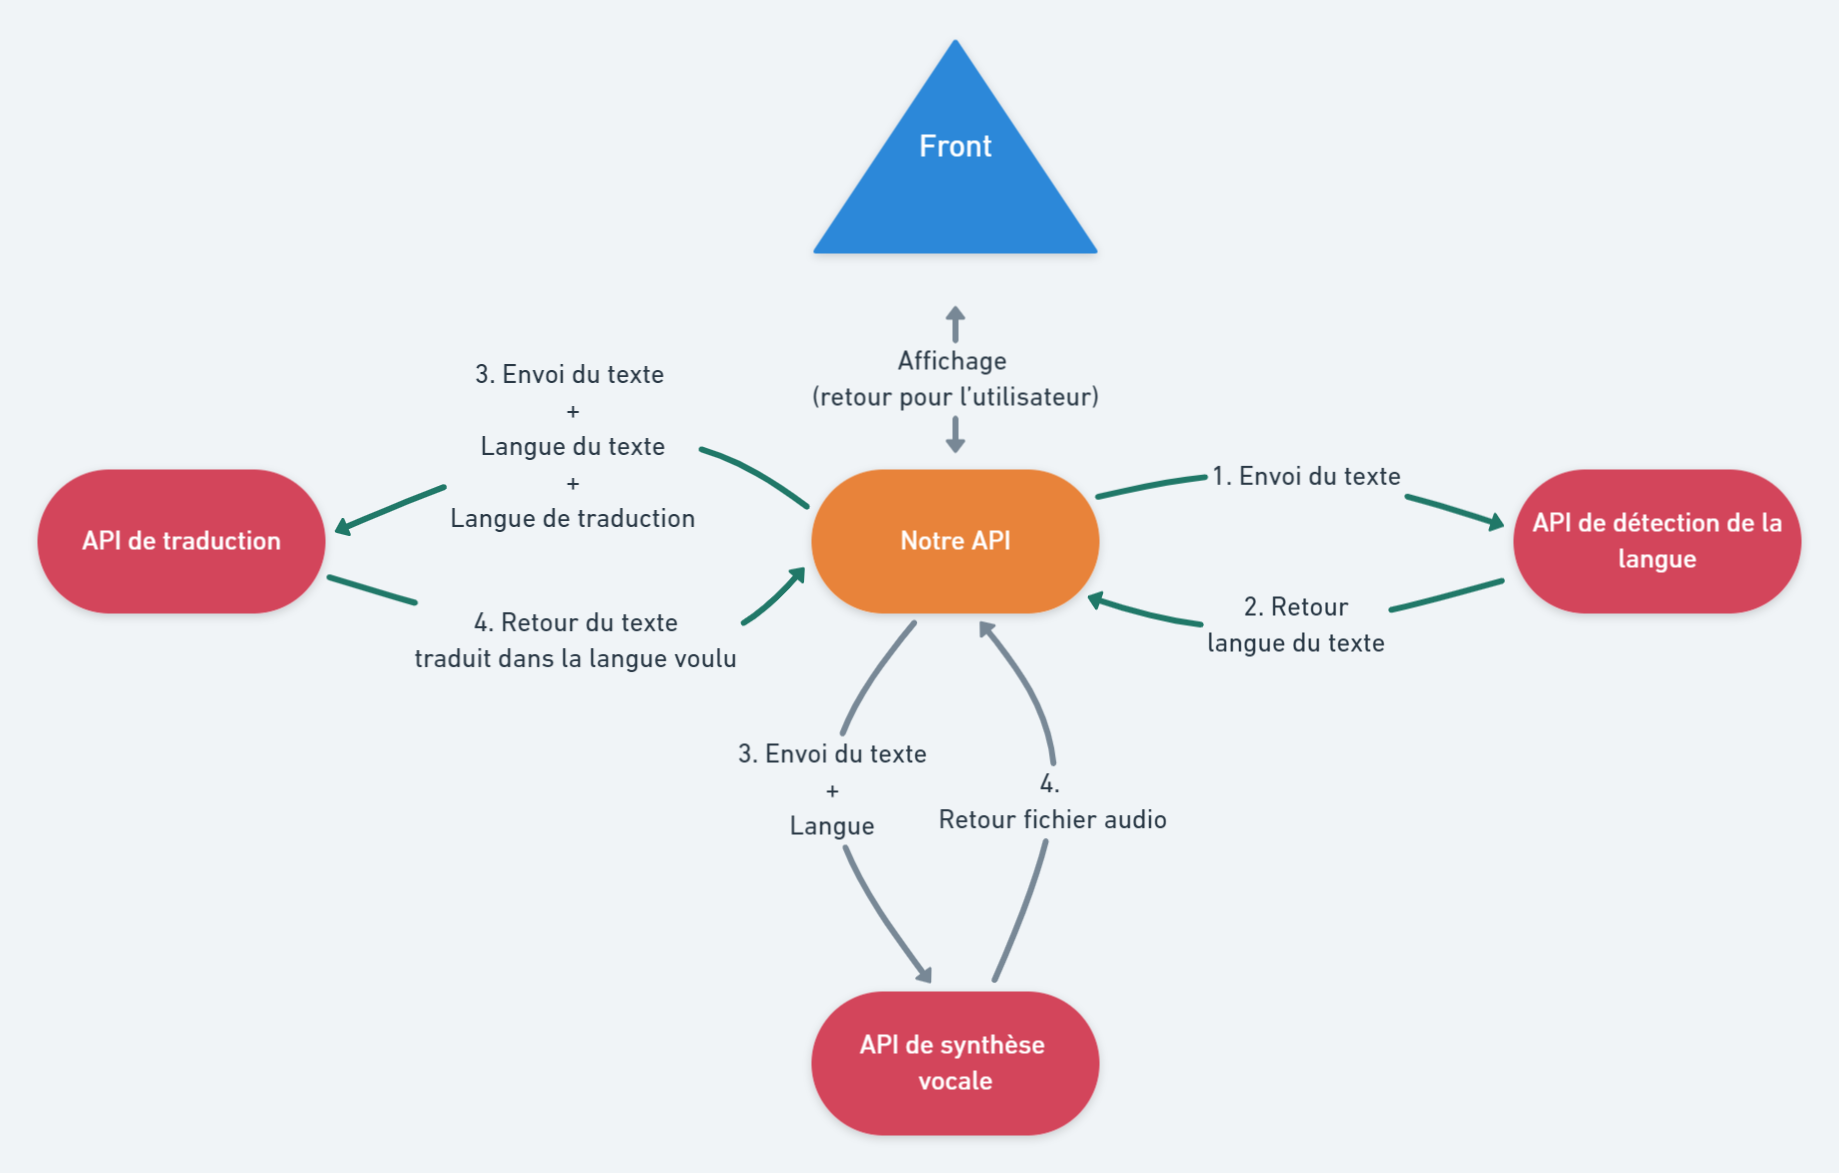 Front
Affichage
(retour pour l'utilisateur)
3. Envoi du texte
+
Langue du texte
+
Langue de traduction
1. Envoi du texte
API de traduction
Notre API
API de détection de la
langue
4. Retour du texte
traduit dans la langue voulu
2. Retour
langue du texte
3. Envoi du texte
+
Langue
4.
Retour fichier audio
API de synthèse
vocale